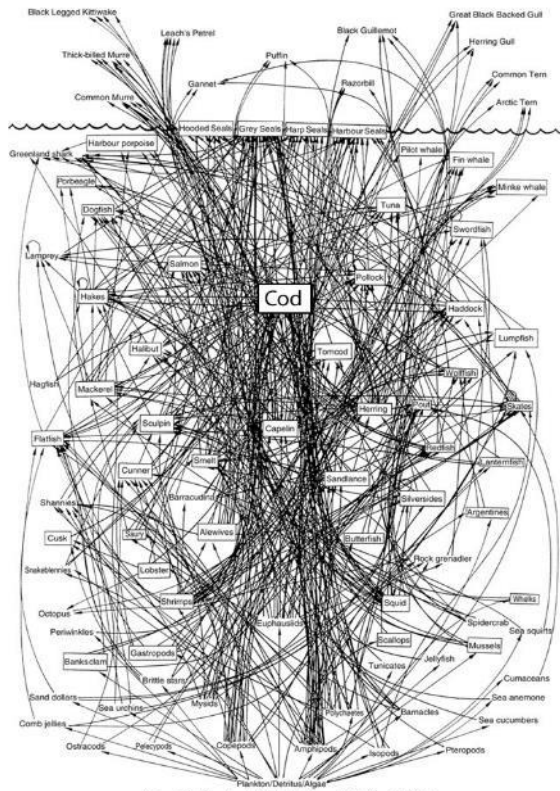 Black Legged Kittiwake
Great Black Backed Gull
Leach's Petrel
Black Guillemot
Herring Gull
Thick-billed Murre
Puffin
Gannet
Razorbill
Common Tern
Common Murre
Arctic Tern
Hooded Seals
Grey Seals
Harp Seals
Harbour Seals
Harbour porpoise
Pilot whale
Greenland shark
Fin whale
Porbeagle
Minke whale
Dogfish
Tuna
Swordfish
Lamprey
Salmon
Pollock
Hakes
Cod
Haddock
Halibut
Tomcod
Lumpfish
Wolffish
Hagfish
Mackerel
Herring
Pout
Skates
Sculpin
Capelin
Flatfish
Redfish
Smelt
Lanternfish
Cunner
Sandlance
Barracudina
Silversides
Shannies
Argentines
Cusk
Saury
Alewives
Butterfish
Rock grenadier
Snakeblennies
Lobster
Shrimps
Squid
Whelks
Octopus
Euphausiids
Spidercrab
Periwinkles
Scallops
Sea squirts
Gastropods
Mussels
Banksclam
Tunicates
Jellyfish
Brittle stars
Cumaceans
Sand dollars
Mysids
Sea anemone
Sea urchins
Polychaetes
Barnacles
Comb jellies
Sea cucumbers
Ostracods
Pelecypods
Copepods
Amphipods
Isopods
Pteropods
Plankton/Detritus/Algae